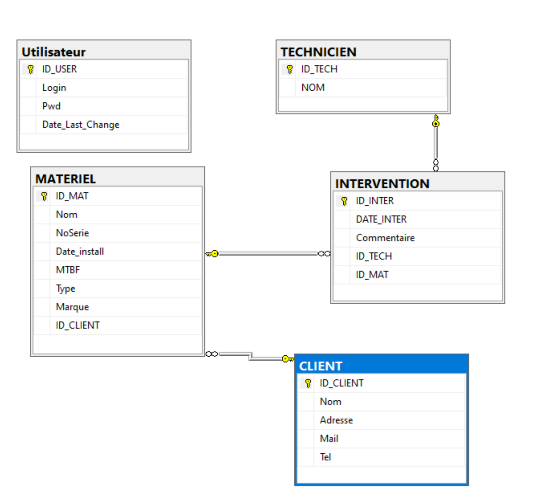 Utilisateur
ID_USER
Login
Pwd
Date_Last_Change
TECHNICIEN
ID_TECH
NOM
MATERIEL
ID_MAT
Nom
NoSerie
Date_install
MTBF
Type
Marque
ID_CLIENT
INTERVENTION
ID_INTER
DATE_INTER
Commentaire
ID_TECH
ID_MAT
CLIENT
ID_CLIENT
Nom
Adresse
Mail
Tel